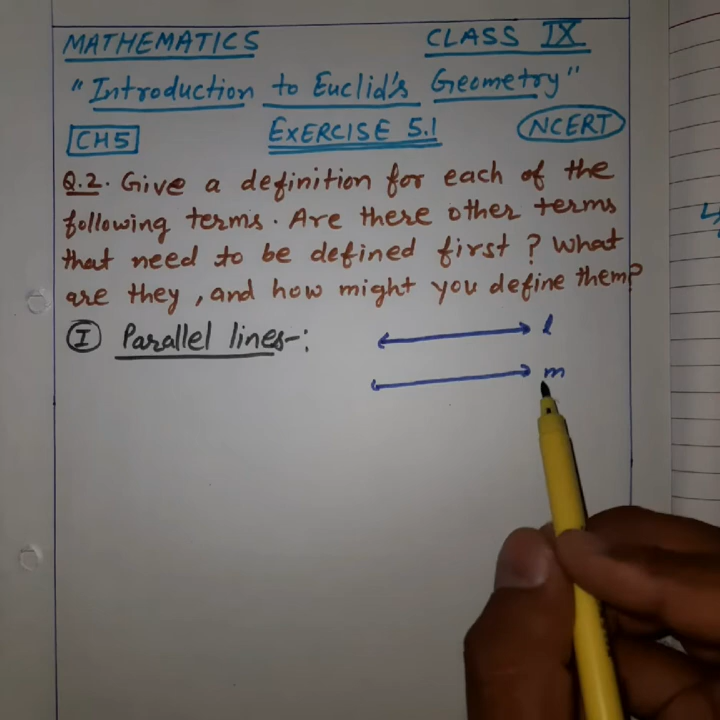 MATHEMATICS CLASS IX
"Introduction to Euclid's Geometry"
CH5 EXERCISE 5.1 NCERT
Q.2. Give a definition for each of the
following terms. Are there other terms
that need to be defined first? What
are they, and how might you define them?
I Parallel lines-: l
m